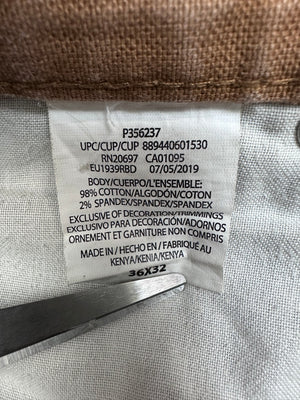 P356237
UPC/CUP/CUP 889440601530
RN20697 CA01095
EU1939RBD 07/05/2019
BODY/CUERPO/L'ENSEMBLE:
98% COTTON/ALGODÓN/COTON
2% SPANDEX/SPANDEX/SPANDEX
EXCLUSIVE OF DECORATION/TRIMMINGS
EXCLUSIVO PARA DECORACIÓN/ADORNOS
ORNEMENT ET GARNITURE NON COMPRIS
MADE IN / HECHO EN / FABRIQUÉ AU
KENYA/KENIA/KENYA
36X32